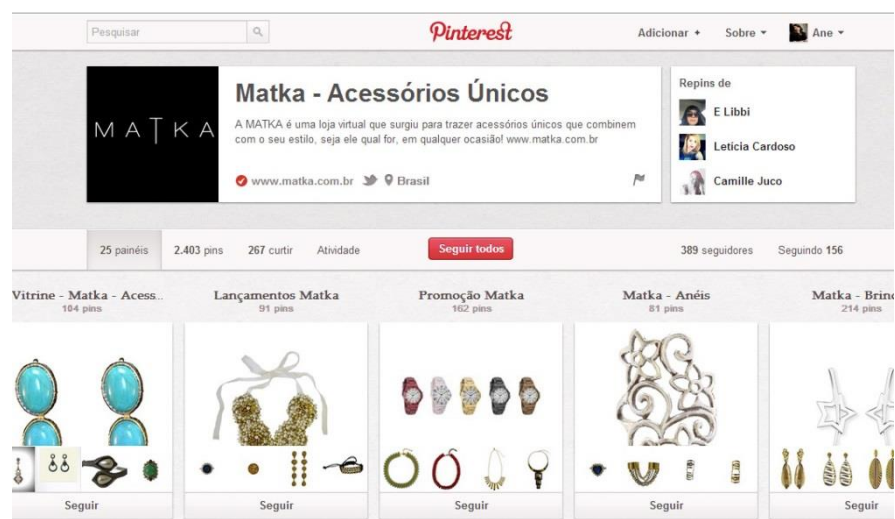 Pesquisar
Pinterest
Adicionar +
Sobre
Ane
MATKA
Matka - Acessórios Únicos
A MATKA é uma loja virtual que surgiu para trazer acessórios únicos que combinem
com o seu estilo, seja ele qual for, em qualquer ocasião! www.matka.com.br
www.matka.com.br
Brasil
Repins de
E Libbi
Letícia Cardoso
Camille Juco
25 painéis
2.403 pins
267 curtir
Atividade
Seguir todos
389 seguidores
Seguindo 156
Vitrine - Matka - Acess...
104 pins
Lançamentos Matka
91 pins
Promoção Matka
162 pins
Matka - Anéis
81 pins
Matka - Brinc
214 pins
Seguir
Seguir
Seguir
Seguir
Seguir